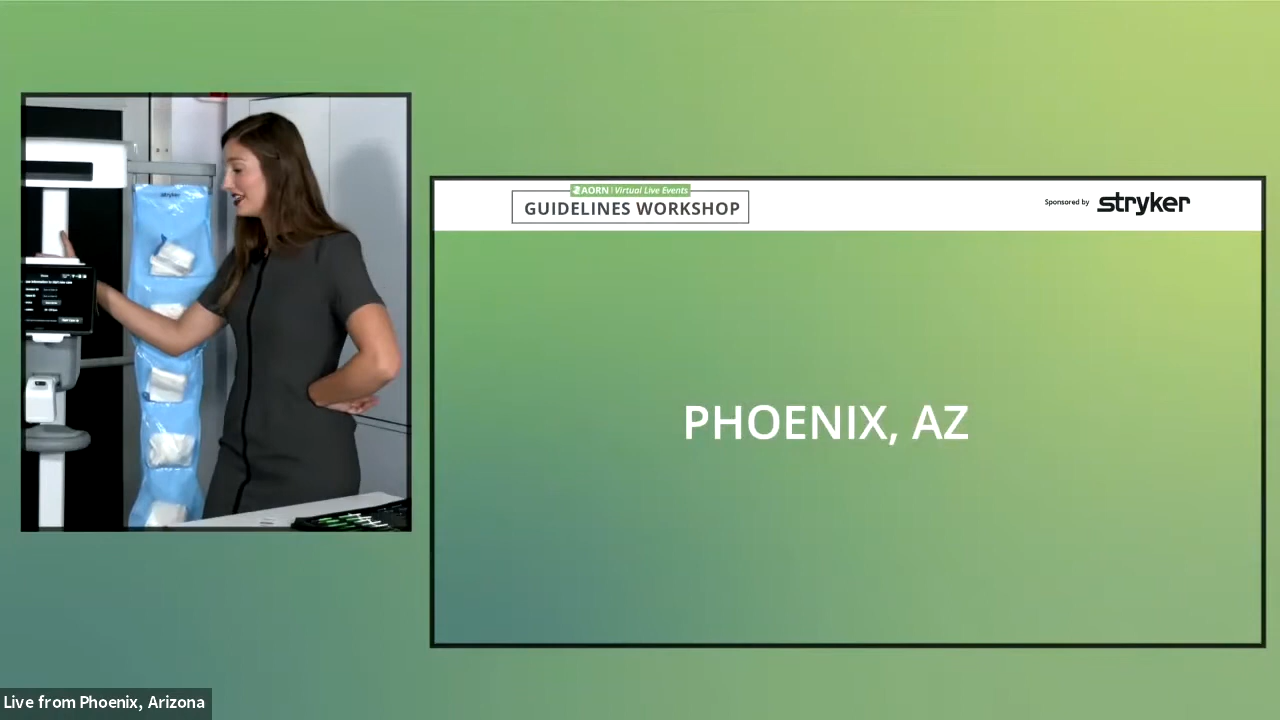 AORN | Virtual Live Events
GUIDELINES WORKSHOP
Sponsored by stryker
stryker
PHOENIX, AZ
Live from Phoenix, Arizona